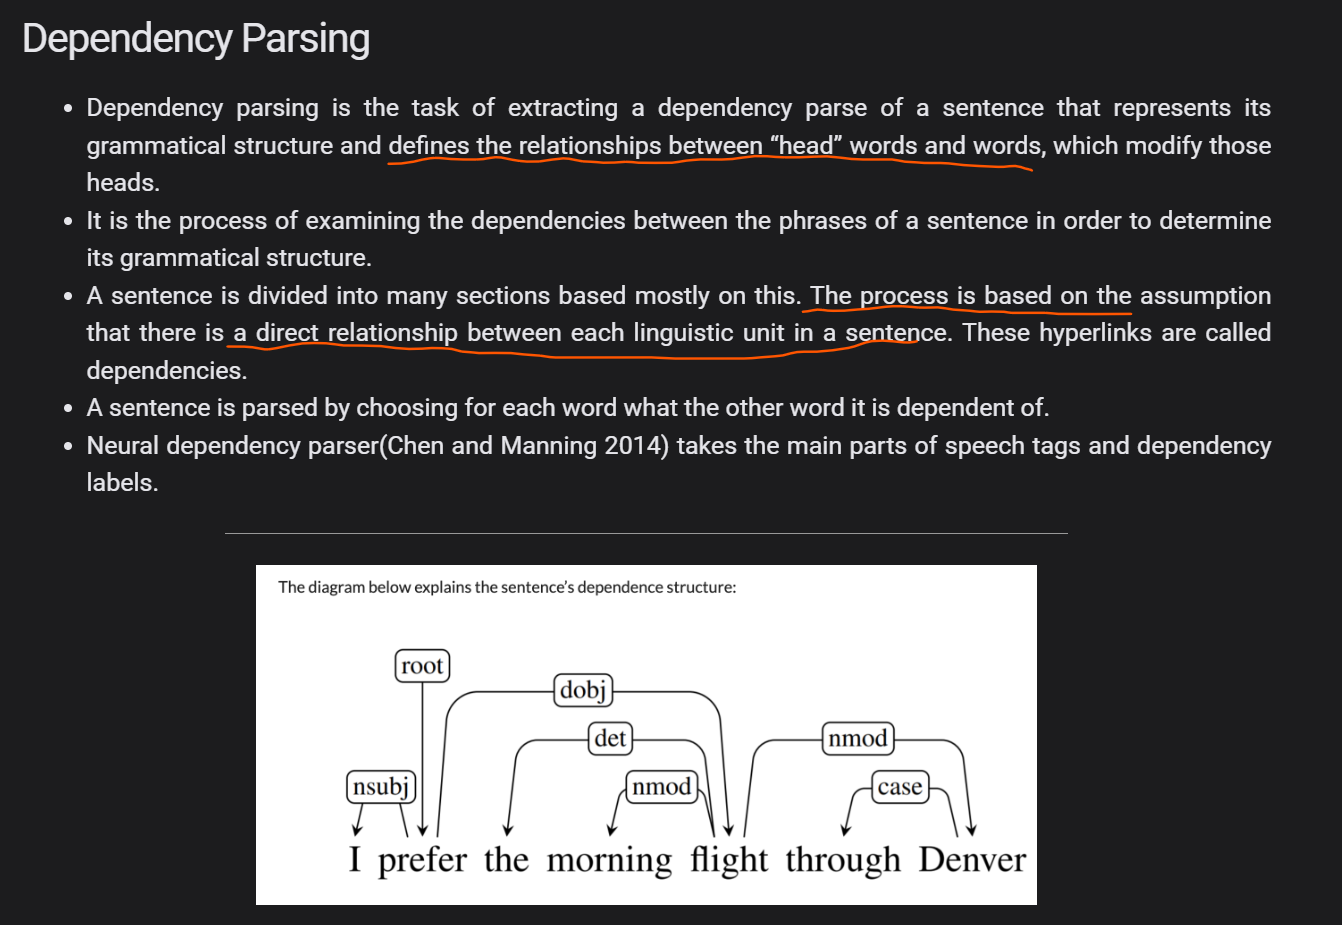 Dependency Parsing
• Dependency parsing is the task of extracting a dependency parse of a sentence that represents its
grammatical structure and defines the relationships between “head” words and words, which modify those
heads.
• It is the process of examining the dependencies between the phrases of a sentence in order to determine
its grammatical structure.
• A sentence is divided into many sections based mostly on this. The process is based on the assumption
that there is a direct relationship between each linguistic unit in a sentence. These hyperlinks are called
dependencies.
• A sentence is parsed by choosing for each word what the other word it is dependent of.
• Neural dependency parser(Chen and Manning 2014) takes the main parts of speech tags and dependency
labels.
The diagram below explains the sentence’s dependence structure:
root
dobj
det
nmod
nsubj
nmod
case
I prefer the morning flight through Denver